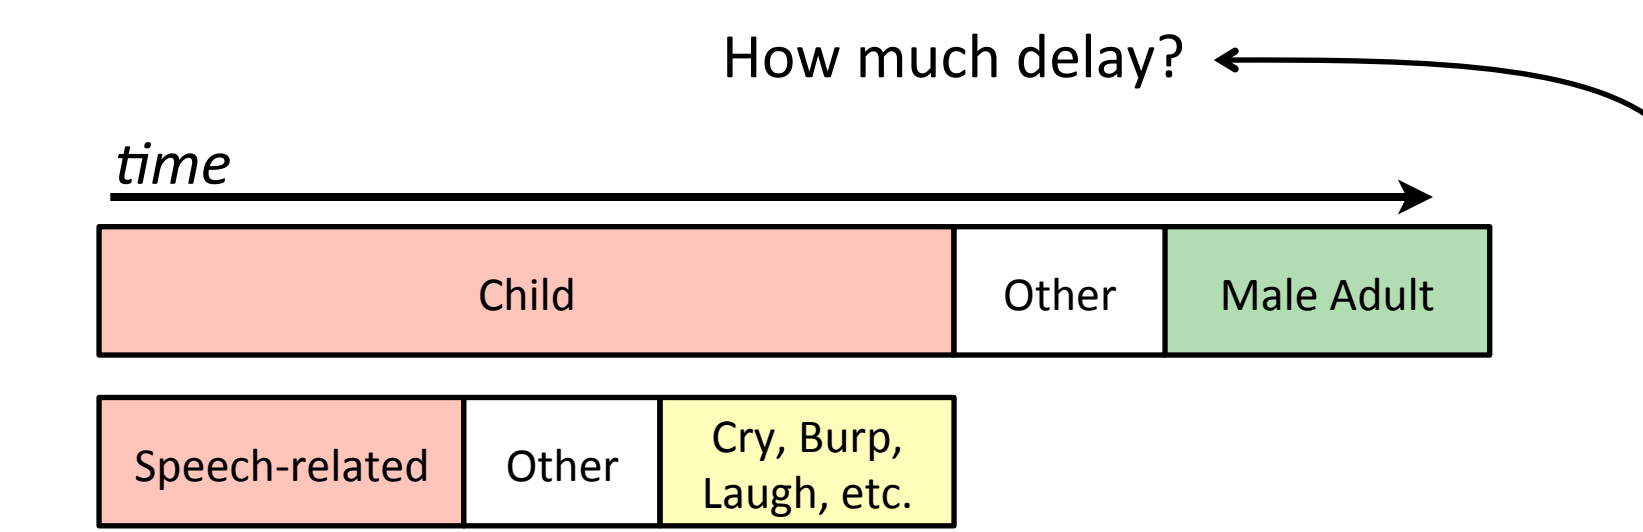 How much delay?
time
Child
Other
Male Adult
Speech-related
Other
Cry, Burp,
Laugh, etc.